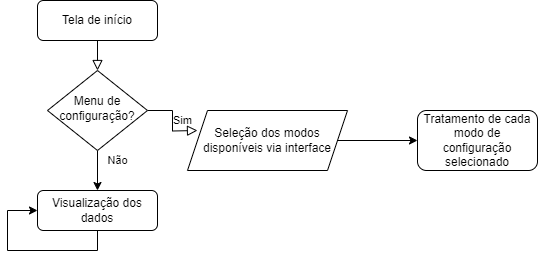 Tela de início
Menu de
configuração?
Sim
Seleção dos modos
disponíveis via interface
Tratamento de cada
modo de
configuração
selecionado
Não
Visualização dos
dados